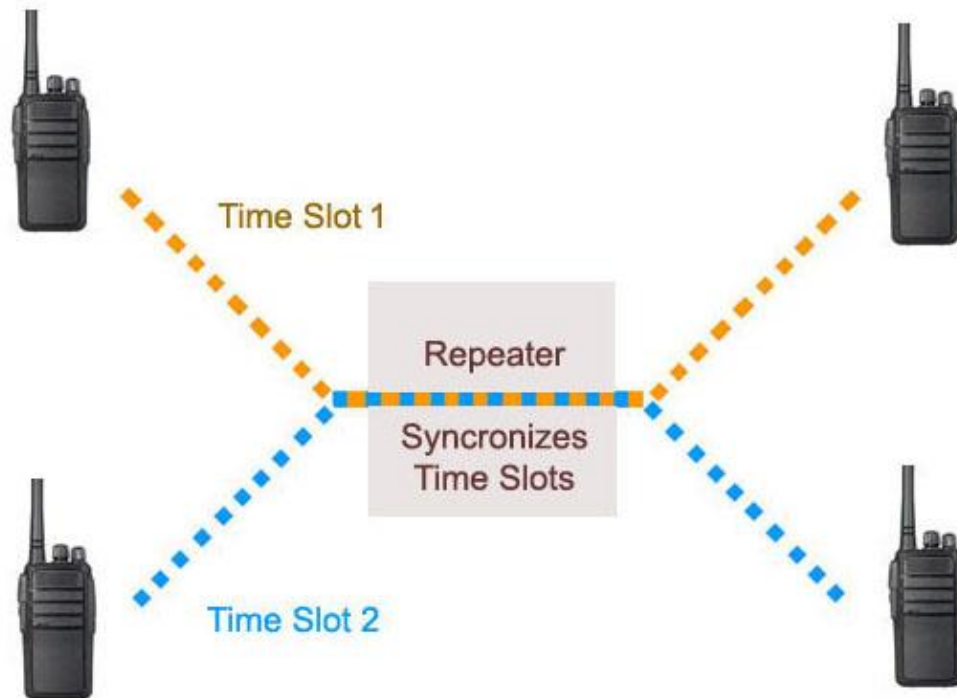 Time Slot 1
Repeater
Syncronizes
Time Slots
Time Slot 2